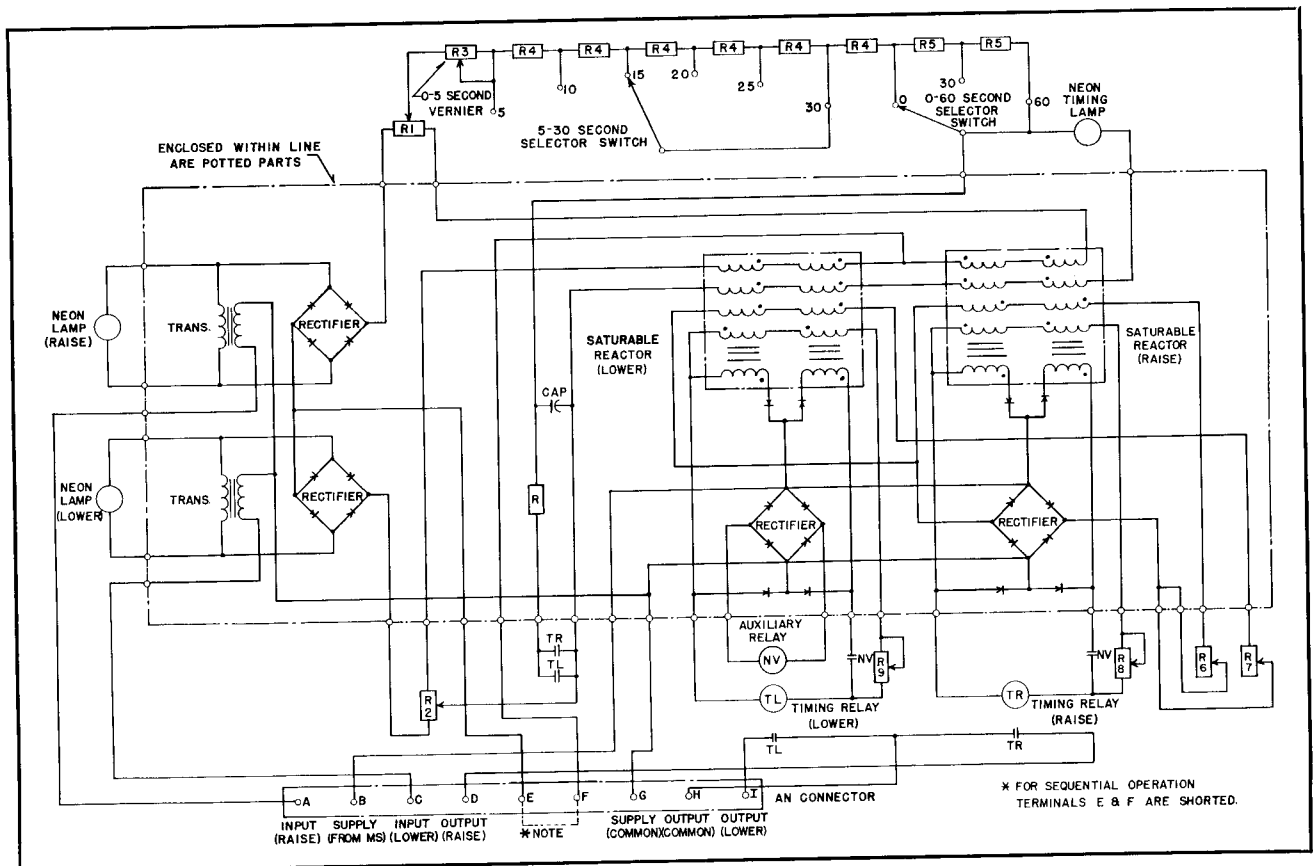 R3 R4 R4 R4 R4 R4 R4 R5 R5
0-5 SECOND
VERNIER
5
10
15
20
25
30
0
30
60
R1
5-30 SECOND
SELECTOR SWITCH
0-60 SECOND
SELECTOR
SWITCH
NEON
TIMING
LAMP
ENCLOSED WITHIN LINE
ARE POTTED PARTS
NEON
LAMP
(RAISE)
TRANS.
RECTIFIER
SATURABLE
REACTOR
(LOWER)
SATURABLE
REACTOR
(RAISE)
CAP
NEON
LAMP
(LOWER)
TRANS.
RECTIFIER
R
RECTIFIER
RECTIFIER
AUXILIARY
RELAY
NV
TR
TL
R2
NV
R9
TL
TIMING RELAY
(LOWER)
TR
TIMING RELAY
(RAISE)
NV
R8
R6
R7
TL
TR
A B C D E F G H I
AN CONNECTOR
INPUT SUPPLY INPUT OUTPUT
(RAISE) (FROM MS) (LOWER) (RAISE)
* NOTE
SUPPLY OUTPUT OUTPUT
(COMMON)(COMMON) (LOWER)
* FOR SEQUENTIAL OPERATION
TERMINALS E & F ARE SHORTED.